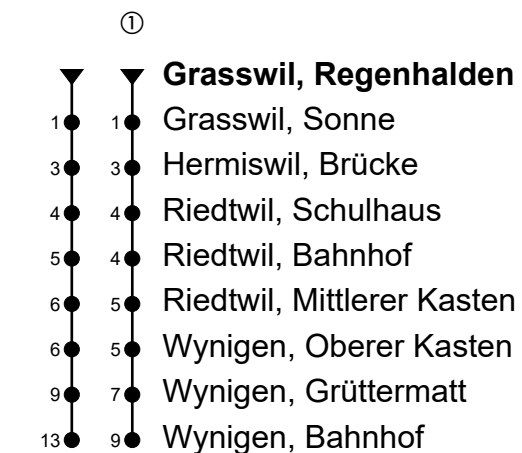 ①
Grasswil, Regenhalden
1 1 Grasswil, Sonne
3 3 Hermiswil, Brücke
4 4 Riedtwil, Schulhaus
5 4 Riedtwil, Bahnhof
6 5 Riedtwil, Mittlerer Kasten
6 5 Wynigen, Oberer Kasten
9 7 Wynigen, Grüttermatt
13 9 Wynigen, Bahnhof